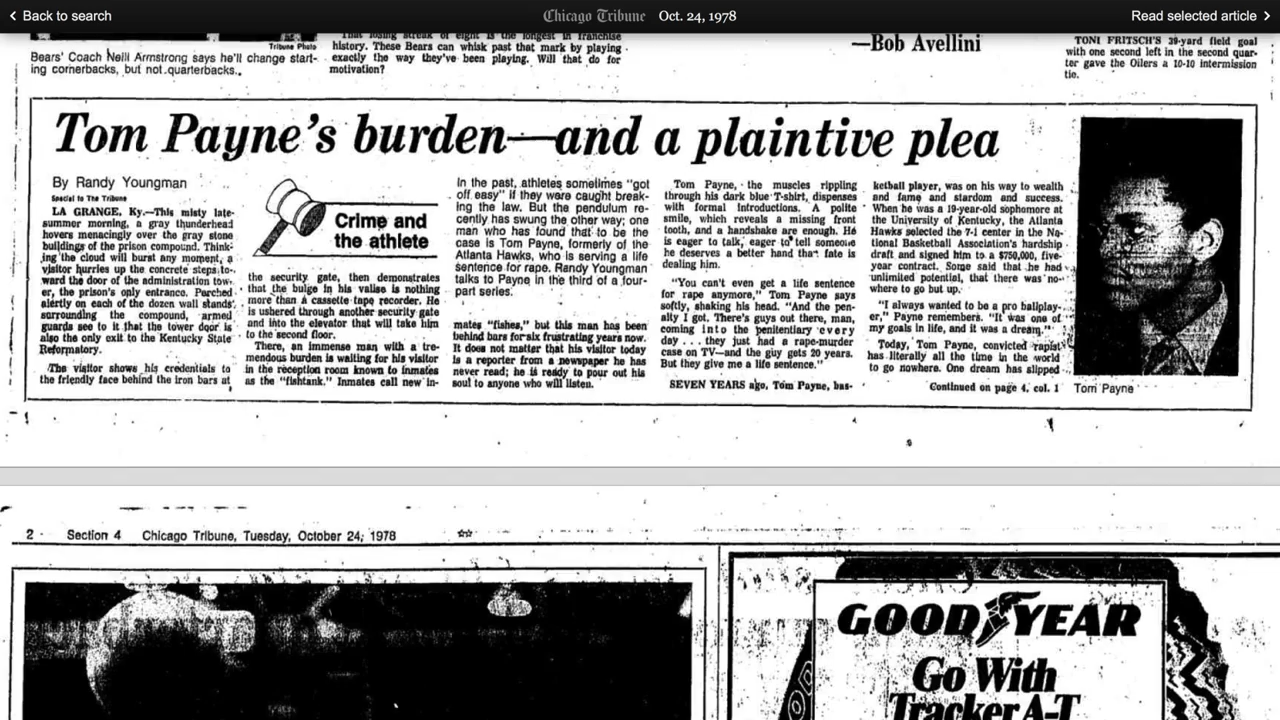 Back to search
Chicago Tribune Oct. 24, 1978
Read selected article
Tribune Photo
Bears' Coach Neill Armstrong says he'll change start-
ing cornerbacks, but not quarterbacks.
That losing streak of eight is the longest in franchise
history. These Bears can whisk past that mark by playing
exactly the way they've been playing. Will that do for
motivation?
—Bob Avellini
TONI FRITSCH'S 39-yard field goal
with one second left in the second quar-
ter gave the Oilers a 10-10 intermission
tie.
Tom Payne's burden—and a plaintive plea
By Randy Youngman
Special to The Tribune
LA GRANGE, Ky.—This misty late-
summer morning, a gray thunderhead
hovers menacingly over the gray stone
buildings of the prison compound. Think-
ing the cloud will burst any moment, a
visitor hurries up the concrete steps to-
ward the door of the administration tow-
er, the prison's only entrance. Perched
alertly on each of the dozen wall stands
surrounding the compound, armed
guards see to it that the tower door is
also the only exit to the Kentucky State
Reformatory.
The visitor shows his credentials to
the friendly face behind the iron bars at
Crime and
the athlete
the security gate, then demonstrates
that the bulge in his valise is nothing
more than a cassette tape recorder. He
is ushered through another security gate
and into the elevator that will take him
to the second floor.
There, an immense man with a tre-
mendous burden is waiting for his visitor
in the reception room known to inmates
as the "fishtank." Inmates call new in-
In the past, athletes sometimes "got
off easy" if they were caught break-
ing the law. But the pendulum re-
cently has swung the other way; one
man who has found that to be the
case is Tom Payne, formerly of the
Atlanta Hawks, who is serving a life
sentence for rape. Randy Youngman
talks to Payne in the third of a four-
part series.
mates "fishes," but this man has been
behind bars for six frustrating years now.
It does not matter that his visitor today
is a reporter from a newspaper he has
never read; he is ready to pour out his
soul to anyone who will listen.
Tom Payne, the muscles rippling
through his dark blue T-shirt, dispenses
with formal introductions. A polite
smile, which reveals a missing front
tooth, and a handshake are enough. He
is eager to talk, eager to tell someone
he deserves a better hand that fate is
dealing him.
"You can't even get a life sentence
for rape anymore," Tom Payne says
softly, shaking his head. "And the pen-
alty I got. There's guys out there, man,
coming into the penitentiary every
day . . . they just had a rape-murder
case on TV—and the guy gets 20 years.
But they give me a life sentence."
SEVEN YEARS ago, Tom Payne, bas-
ketball player, was on his way to wealth
and fame and stardom and success.
When he was a 19-year-old sophomore at
the University of Kentucky, the Atlanta
Hawks selected the 7-1 center in the Na-
tional Basketball Association's hardship
draft and signed him to a $750,000, five-
year contract. Some said that he had
unlimited potential, that there was no-
where to go but up.
"I always wanted to be a pro ballplay-
er," Payne remembers. "It was one of
my goals in life, and it was a dream."
Today, Tom Payne, convicted rapist
has literally all the time in the world
to go nowhere. One dream has slipped
Continued on page 4, col. 1
Tom Payne
2 Section 4 Chicago Tribune, Tuesday, October 24, 1978
GOODYEAR
Go With
Tracker A-T